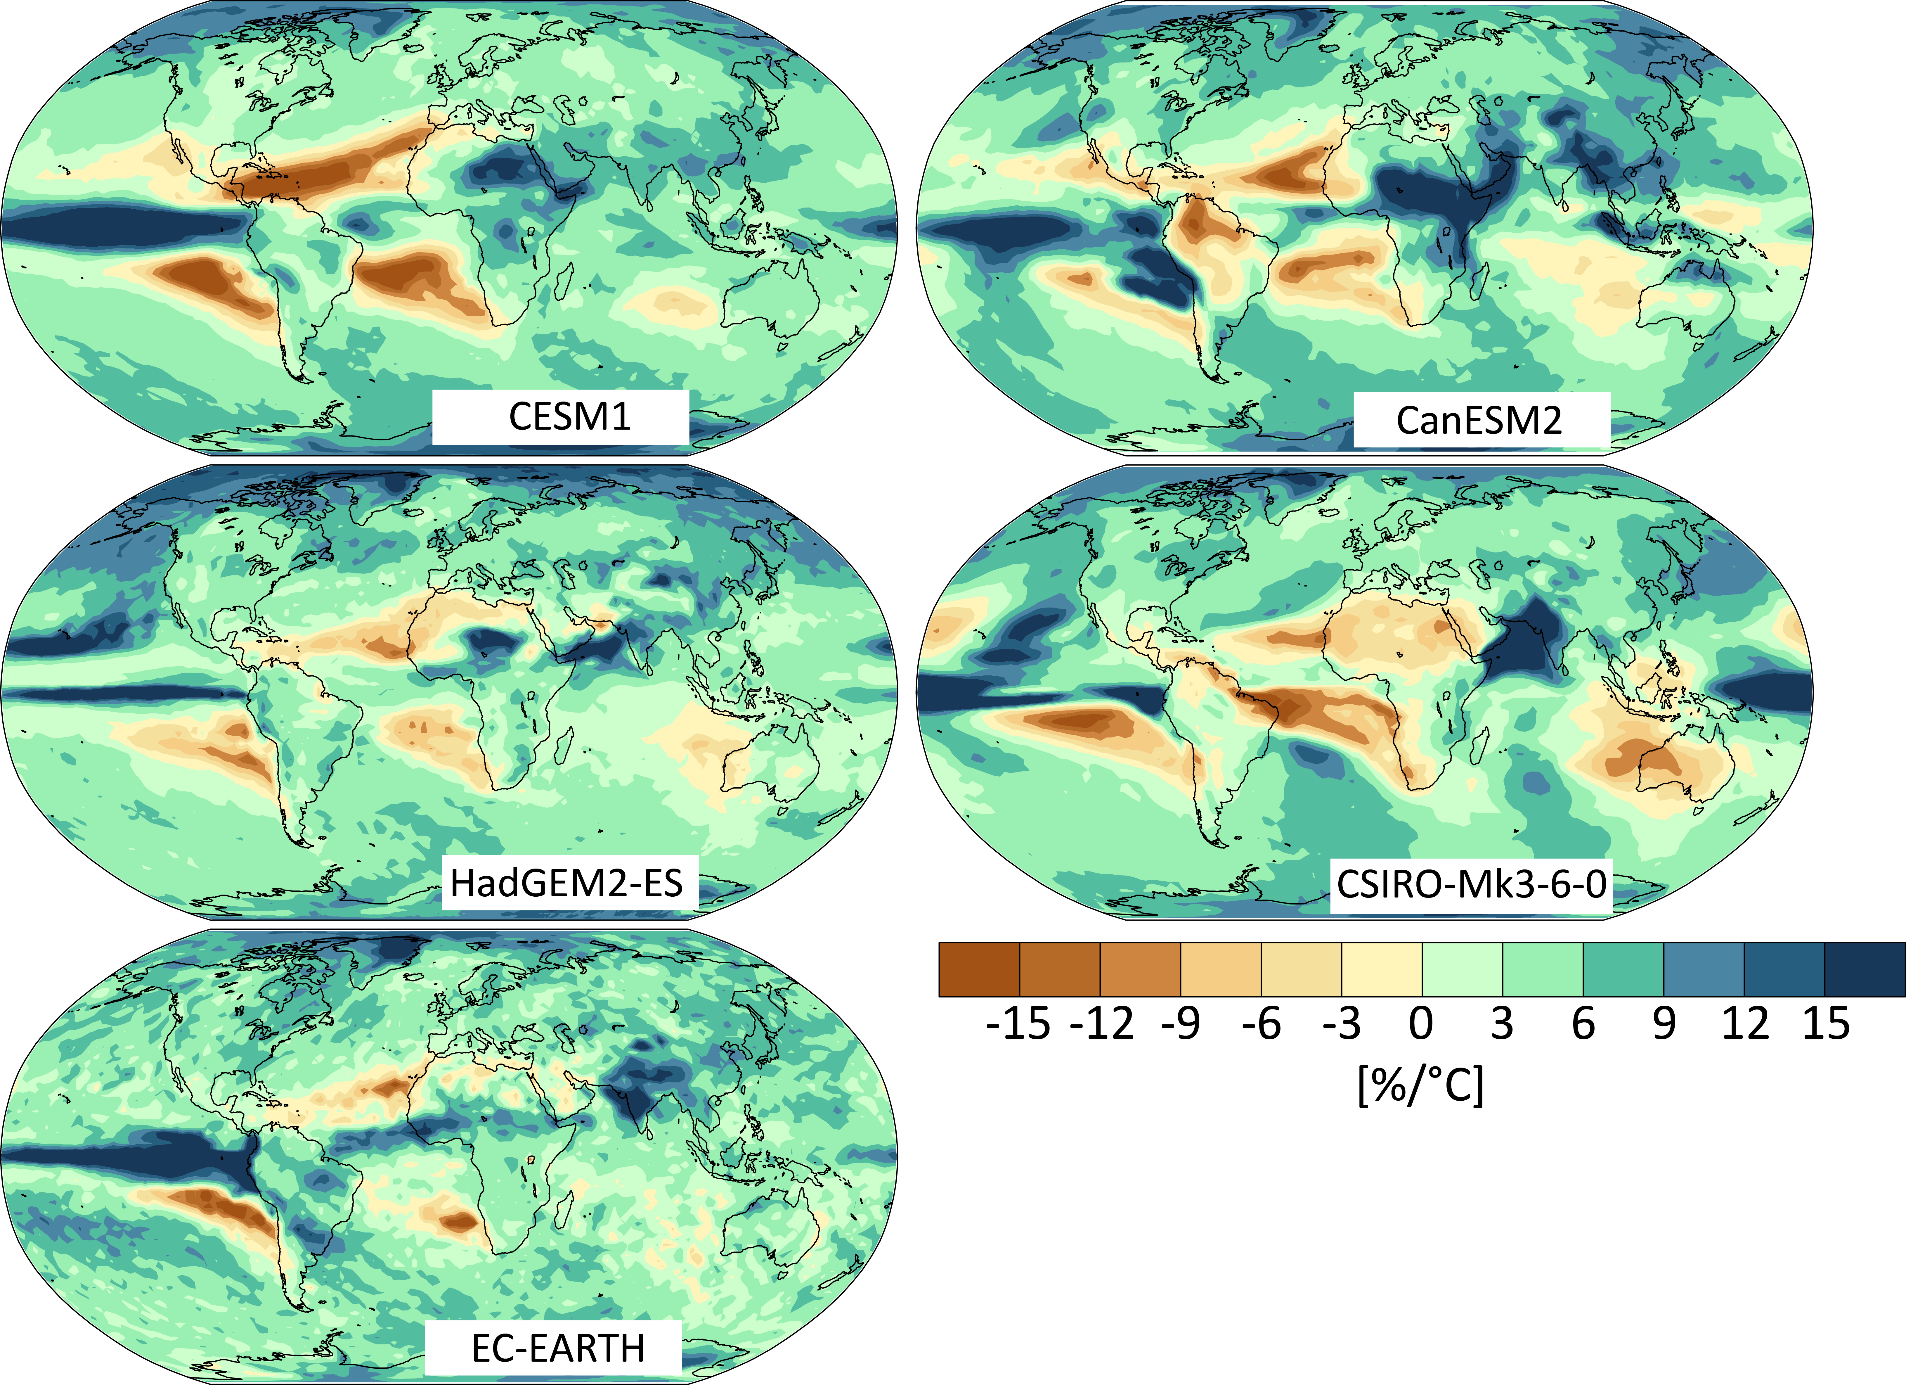 CESM1
CanESM2
HadGEM2-ES
CSIRO-Mk3-6-0
EC-EARTH
-15 -12 -9 -6 -3 0 3 6 9 12 15
[%/°C]